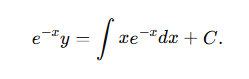 e^{-x}y = \int xe^{-x}dx + C.